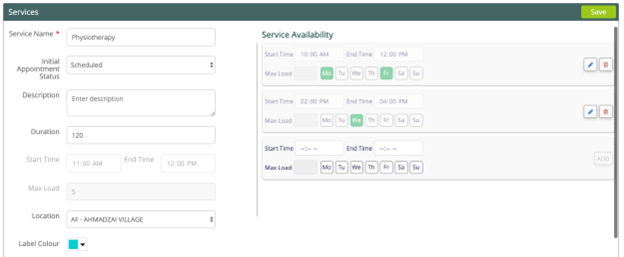 Services
Save
Service Name *
Physiotherapy
Initial
Appointment
Status
Scheduled
Description
Enter description
Duration
120
Start Time
11:00 AM
End Time
12:00 PM
Max Load
5
Location
AF - AHMADZAI VILLAGE
Label Colour
Service Availability
Start Time 10:00 AM End Time 12:00 PM
Max Load Mo Tu We Th Fr Sa Su
Start Time 02:00 PM End Time 04:00 PM
Max Load Mo Tu We Th Fr Sa Su
Start Time --:-- -- End Time --:-- --
ADD
Max Load Mo Tu We Th Fr Sa Su